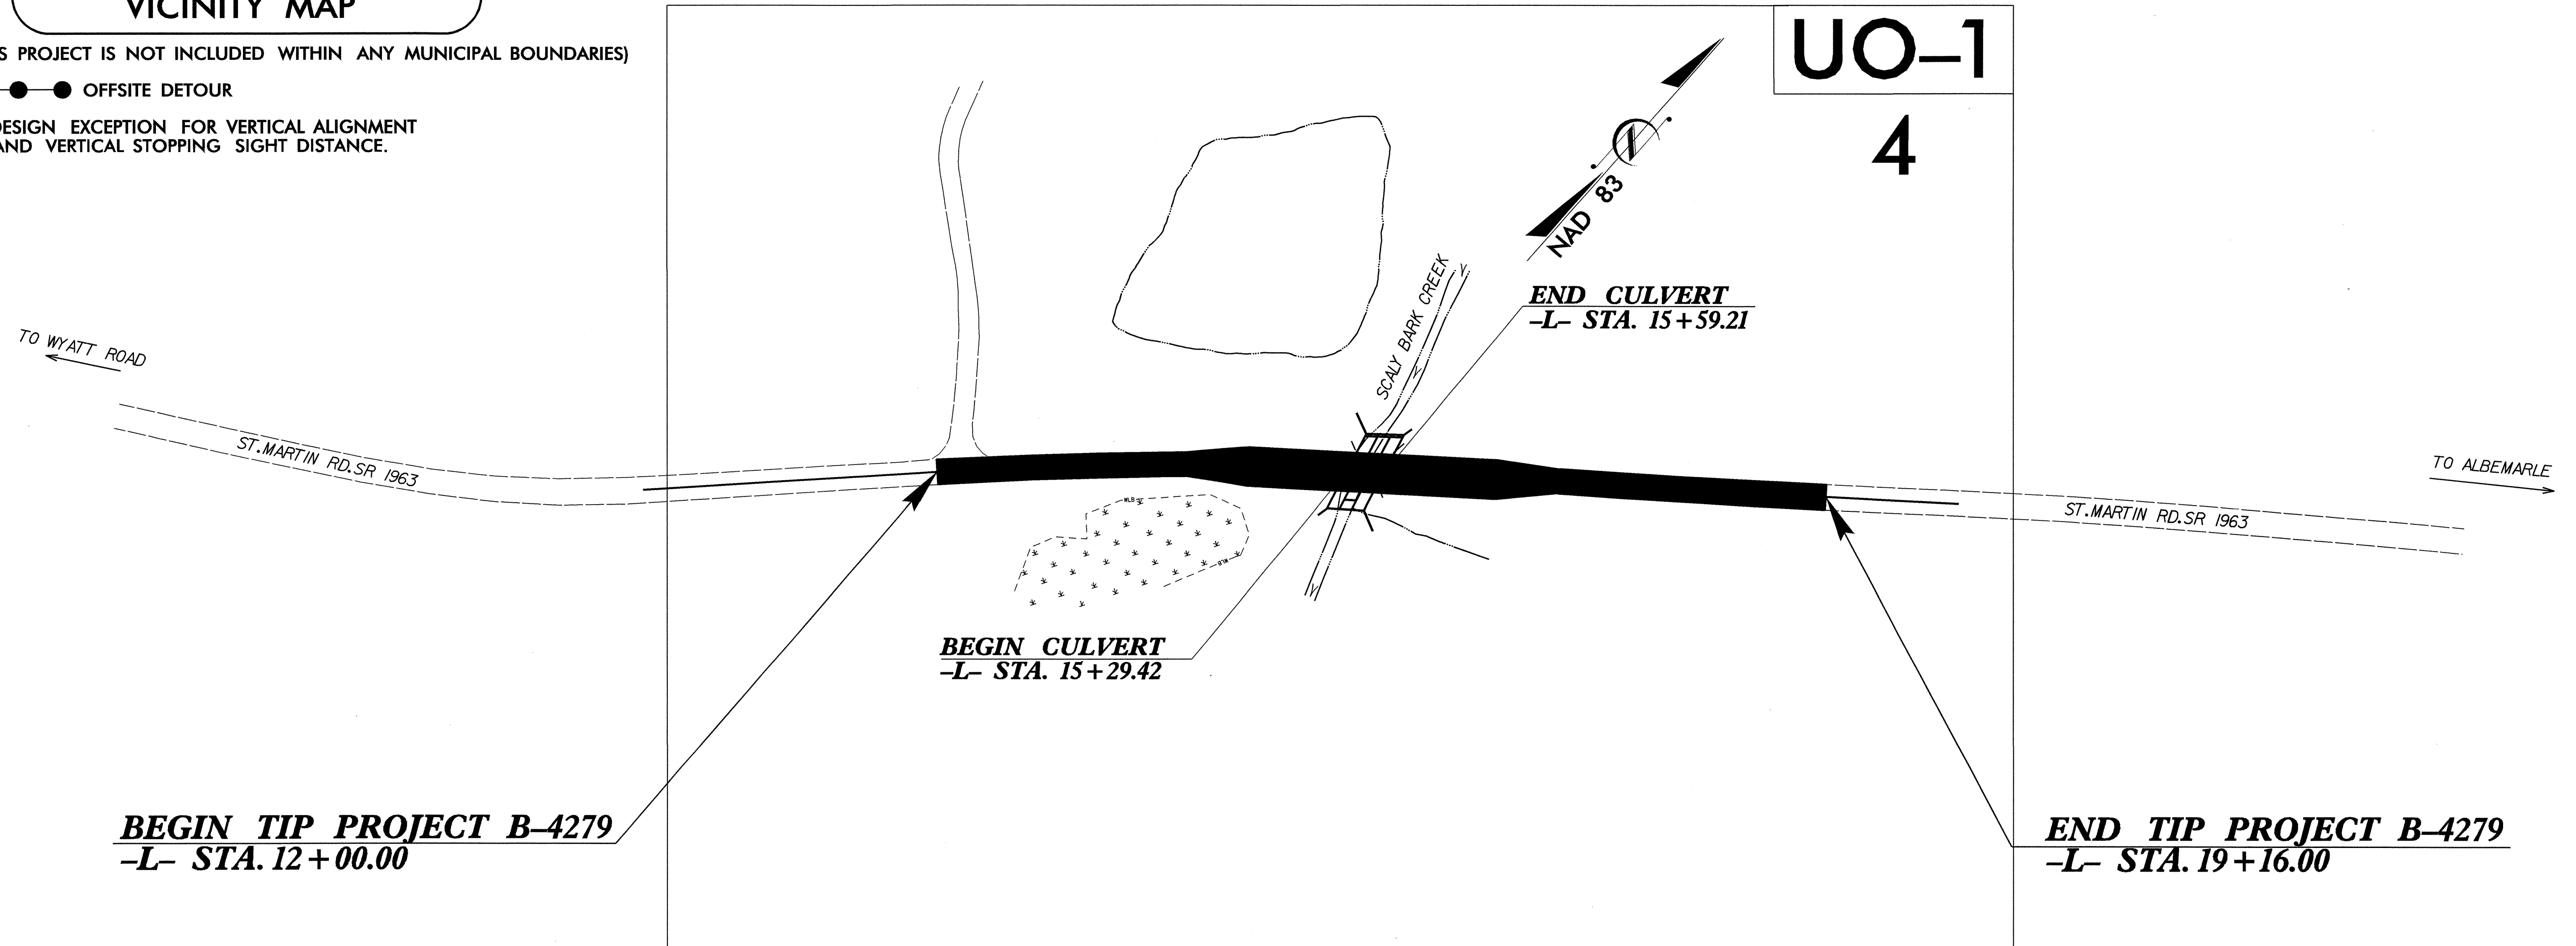 VICINITY MAP
S PROJECT IS NOT INCLUDED WITHIN ANY MUNICIPAL BOUNDARIES)
OFFSITE DETOUR
DESIGN EXCEPTION FOR VERTICAL ALIGNMENT
AND VERTICAL STOPPING SIGHT DISTANCE.
UO–1
4
NAD 83
SCALY BARK CREEK
END CULVERT
–L– STA. 15+59.21
TO WYATT ROAD
ST. MARTIN RD. SR 1963
TO ALBEMARLE
ST. MARTIN RD. SR 1963
WLB
WLB
BEGIN CULVERT
–L– STA. 15+29.42
BEGIN TIP PROJECT B–4279
–L– STA. 12+00.00
END TIP PROJECT B–4279
–L– STA. 19+16.00